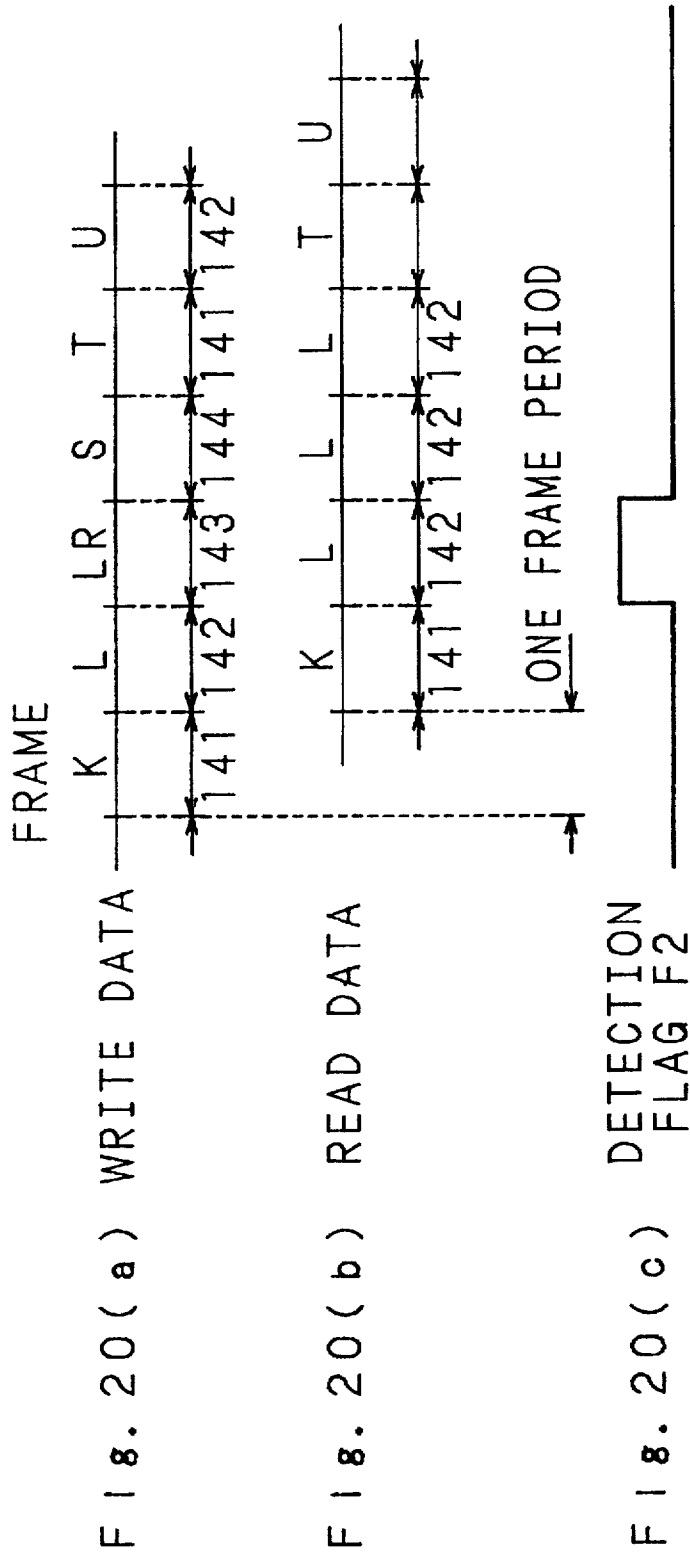 FRAME
K L LR S T U
Fig. 20(a) WRITE DATA
141 142 143 144 141 142
K L L L T U
Fig. 20(b) READ DATA
141 142 142 142
ONE FRAME PERIOD
Fig. 20(c) DETECTION
FLAG F2